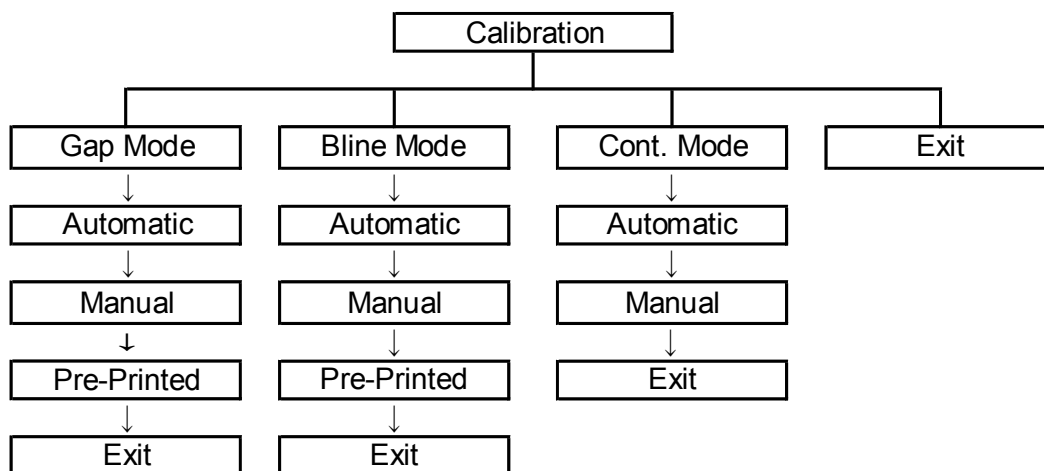 Calibration
Gap Mode
Bline Mode
Cont. Mode
Exit
Automatic
Automatic
Automatic
Manual
Manual
Manual
Pre-Printed
Pre-Printed
Exit
Exit
Exit